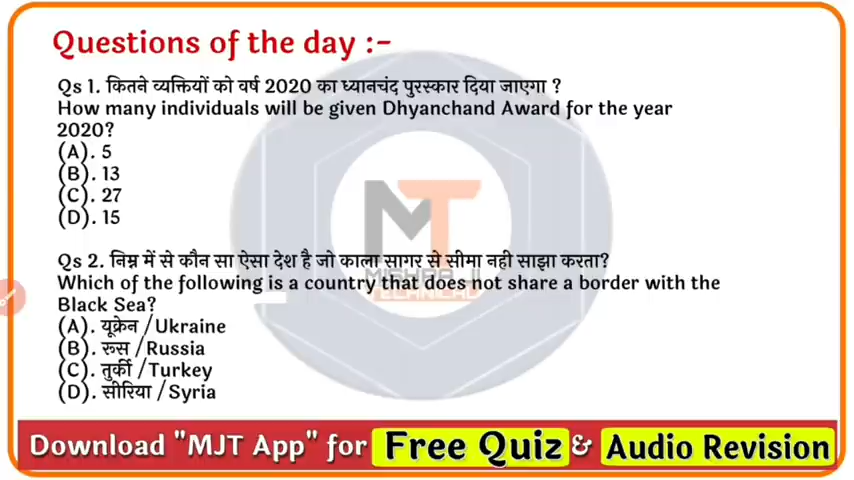 Questions of the day :-
Qs 1. कितने व्यक्तियों को वर्ष 2020 का ध्यानचंद पुरस्कार दिया जाएगा ?
How many individuals will be given Dhyanchand Award for the year
2020?
(A). 5
(B). 13
(C). 27
(D). 15
MT
Qs 2. निम्न में से कौन सा ऐसा देश है जो काला सागर से सीमा नही साझा करता?
Which of the following is a country that does not share a border with the
Black Sea?
(A). यूक्रेन /Ukraine
(B). रूस /Russia
(C). तुर्की /Turkey
(D). सीरिया /Syria
Download "MJT App" for Free Quiz & Audio Revision